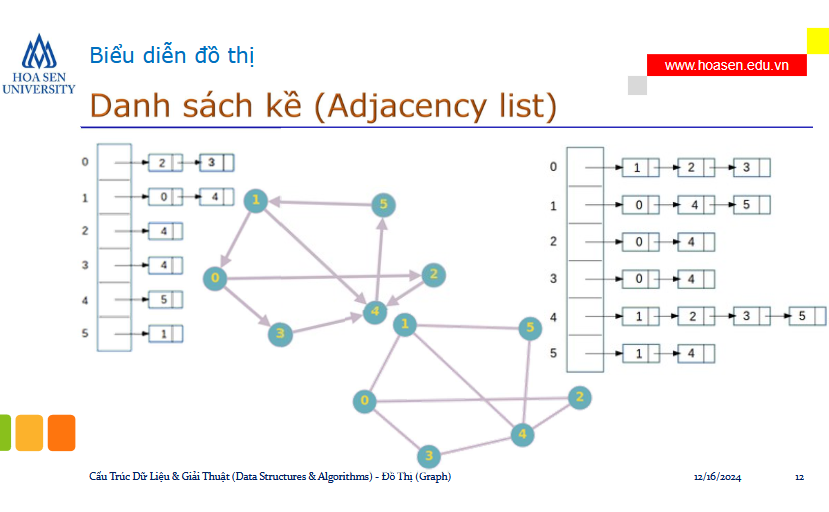 HOA SEN
UNIVERSITY
Biểu diễn đồ thị
www.hoasen.edu.vn
Danh sách kề (Adjacency list)
0 2 3
1 0 4
2 4
3 4
4 5
5 1
1 5
0 2
3 4
0 1 2 3
1 0 4 5
2 0 4
3 0 4
4 1 2 3 5
5 1 4
1 5
0 2
4
3
Cấu Trúc Dữ Liệu & Giải Thuật (Data Structures & Algorithms) - Đồ Thị (Graph)
12/16/2024
12